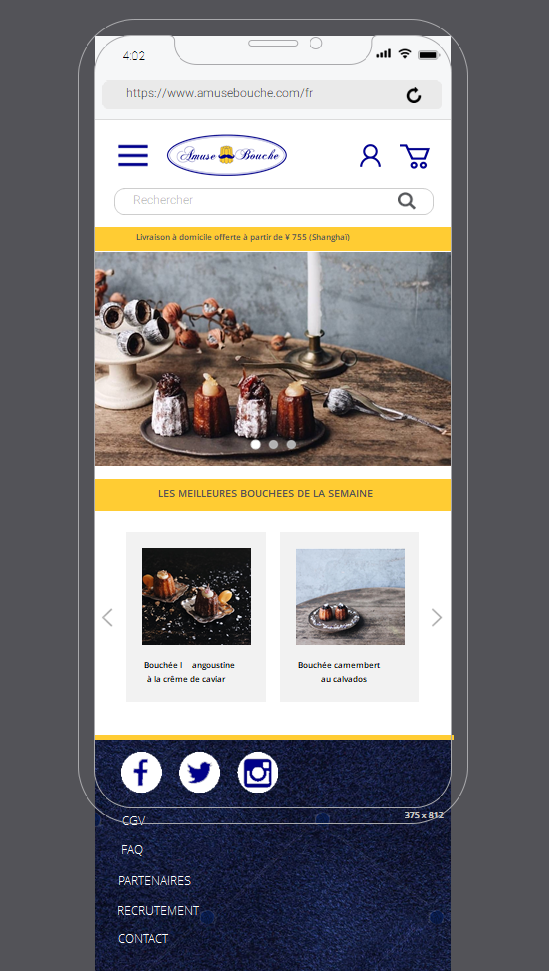 4:02
https://www.amusebouche.com/fr
Amuse Bouche
Rechercher
Livraison à domicile offerte à partir de ¥ 755 (Shanghaï)
LES MEILLEURES BOUCHEES DE LA SEMAINE
Bouchée l angoustine
à la crême de caviar
Bouchée camembert
au calvados
375 x 812
CGV
FAQ
PARTENAIRES
RECRUTEMENT
CONTACT